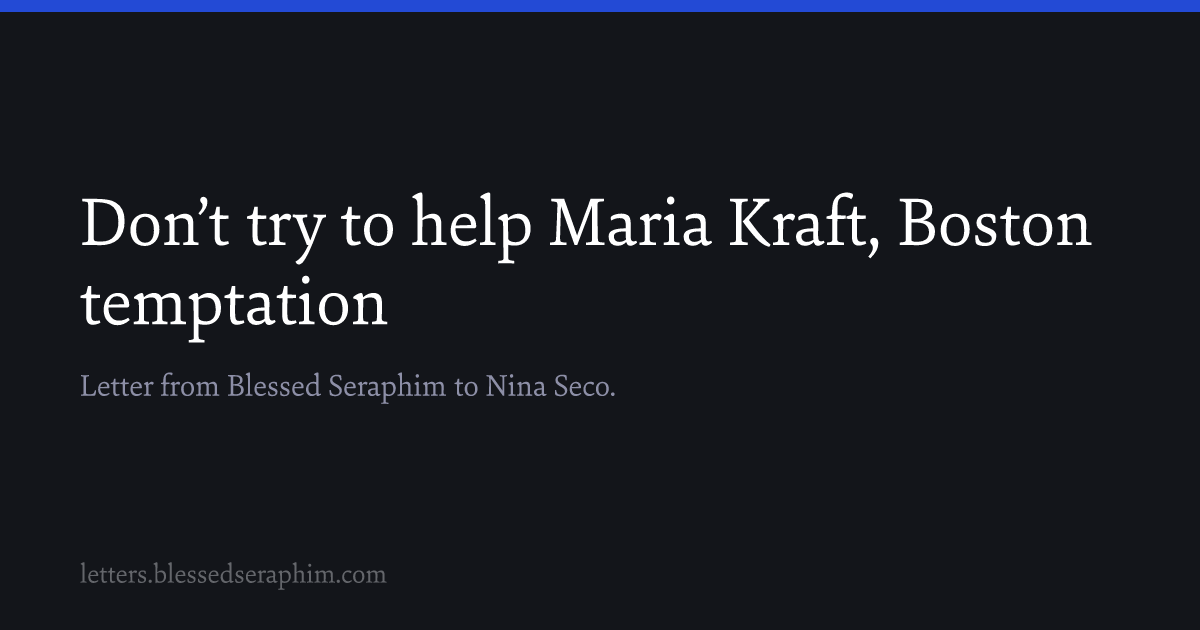 Don’t try to help Maria Kraft, Boston
temptation
Letter from Blessed Seraphim to Nina Seco.
letters.blessedseraphim.com